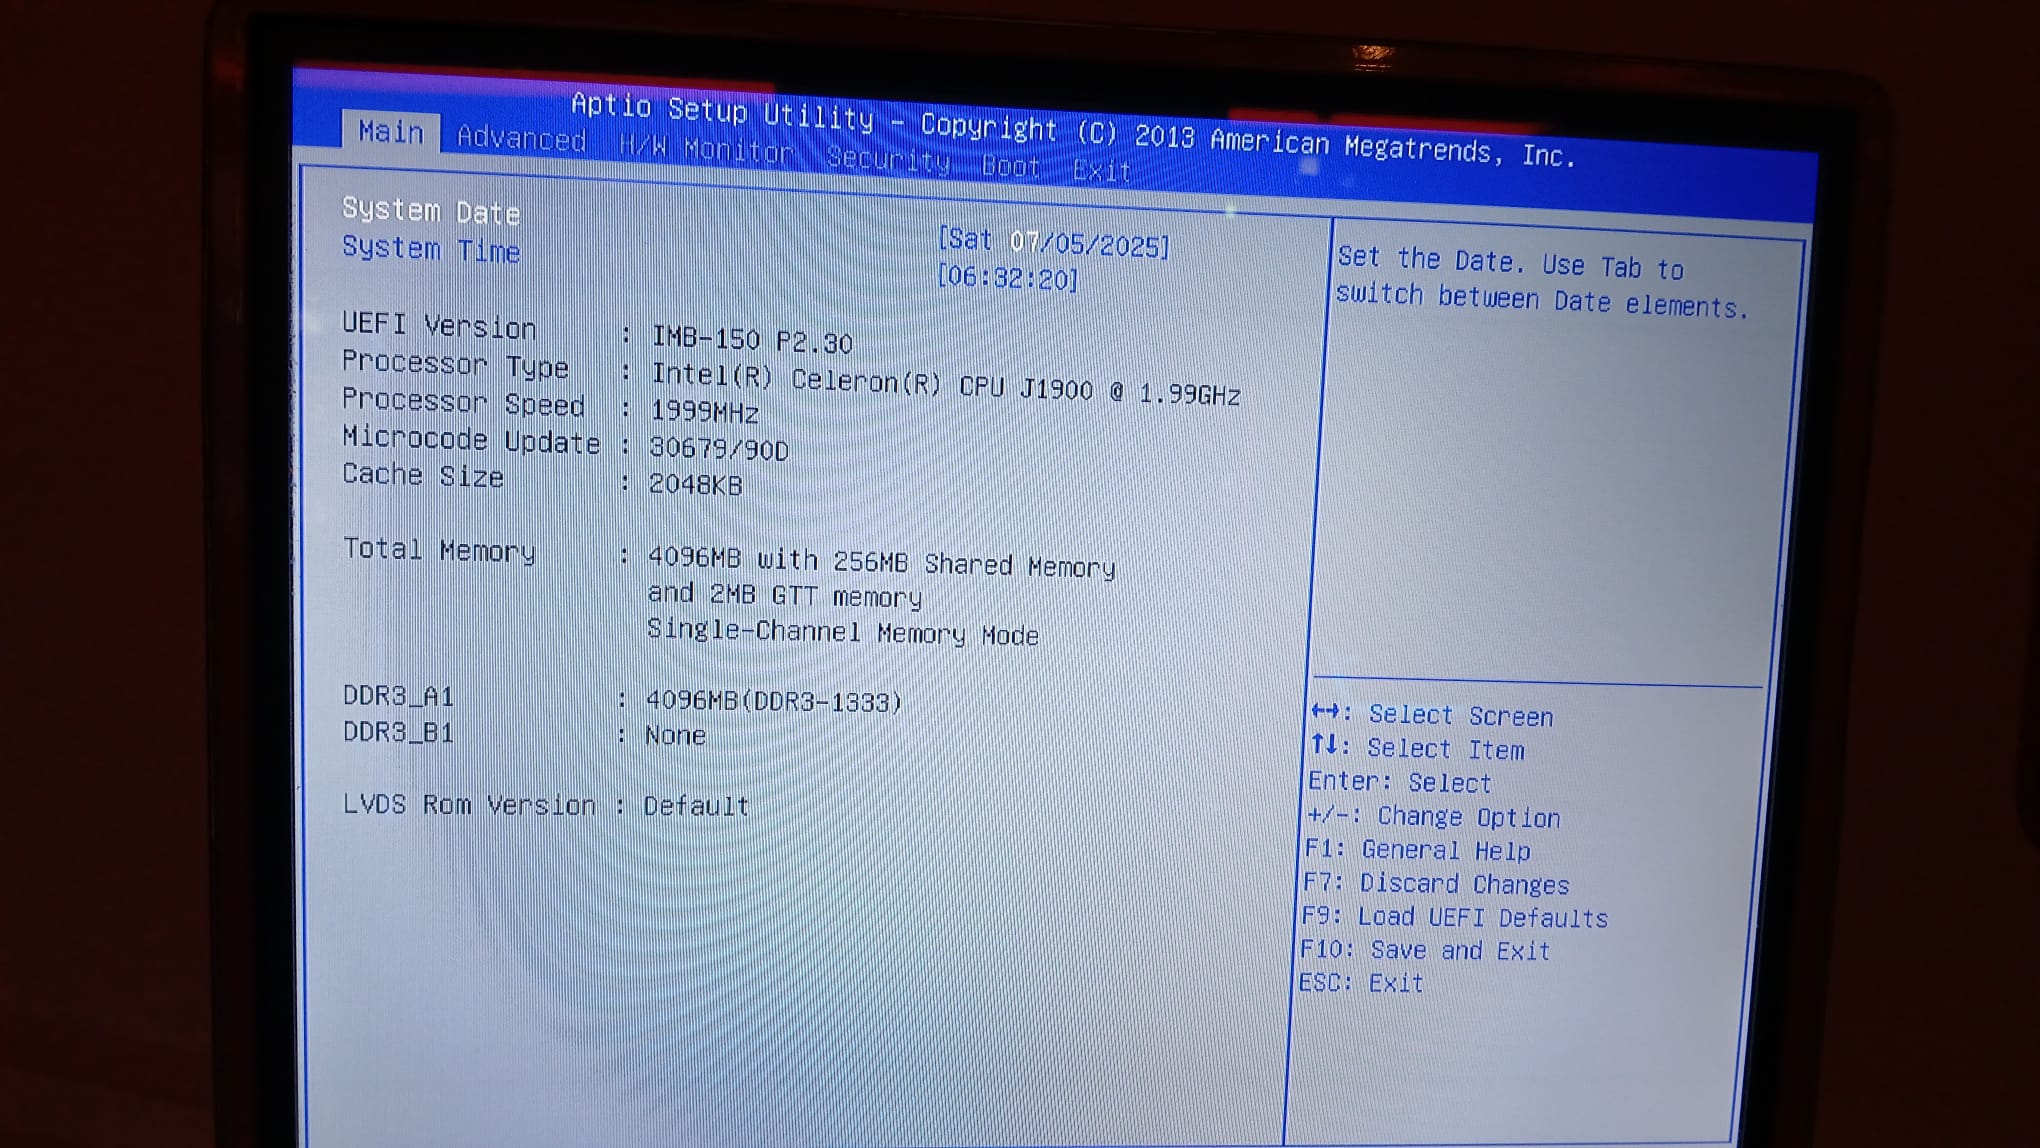 Aptio Setup Utility - Copyright (C) 2013 American Megatrends, Inc.
Main Advanced H/W Monitor Security Boot Exit
System Date [Sat 07/05/2025]
System Time [06:32:20]
UEFI Version : IMB-150 P2.30
Processor Type : Intel(R) Celeron(R) CPU J1900 @ 1.99GHz
Processor Speed : 1999MHz
Microcode Update : 30679/90D
Cache Size : 2048KB
Total Memory : 4096MB with 256MB Shared Memory
and 2MB GTT memory
Single-Channel Memory Mode
DDR3_A1 : 4096MB(DDR3-1333)
DDR3_B1 : None
LVDS Rom Version : Default
Set the Date. Use Tab to
switch between Date elements.
↔: Select Screen
↑↓: Select Item
Enter: Select
+/-: Change Option
F1: General Help
F7: Discard Changes
F9: Load UEFI Defaults
F10: Save and Exit
ESC: Exit